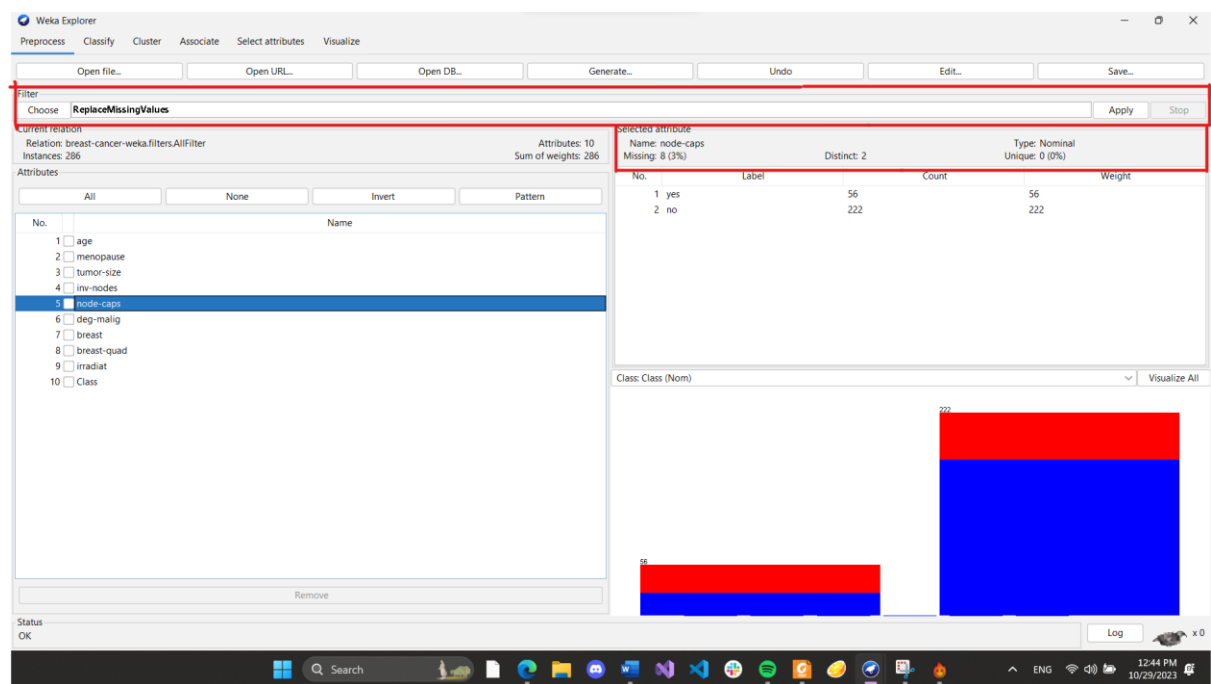 Weka Explorer
Preprocess Classify Cluster Associate Select attributes Visualize
Open file... Open URL... Open DB... Generate... Undo Edit... Save...
Filter
Choose ReplaceMissingValues Apply Stop
Current relation
Relation: breast-cancer-weka.filters.AllFilter Attributes: 10
Instances: 286 Sum of weights: 286
Attributes
All None Invert Pattern
No. Name
1 age
2 menopause
3 tumor-size
4 inv-nodes
5 node-caps
6 deg-malig
7 breast
8 breast-quad
9 irradiat
10 Class
Remove
Selected attribute
Name: node-caps Type: Nominal
Missing: 8 (3%) Distinct: 2 Unique: 0 (0%)
No. Label Count Weight
1 yes 56 56
2 no 222 222
Class: Class (Nom) Visualize All
222
56
Status
OK Log x 0
Search ENG 12:44 PM
10/29/2023